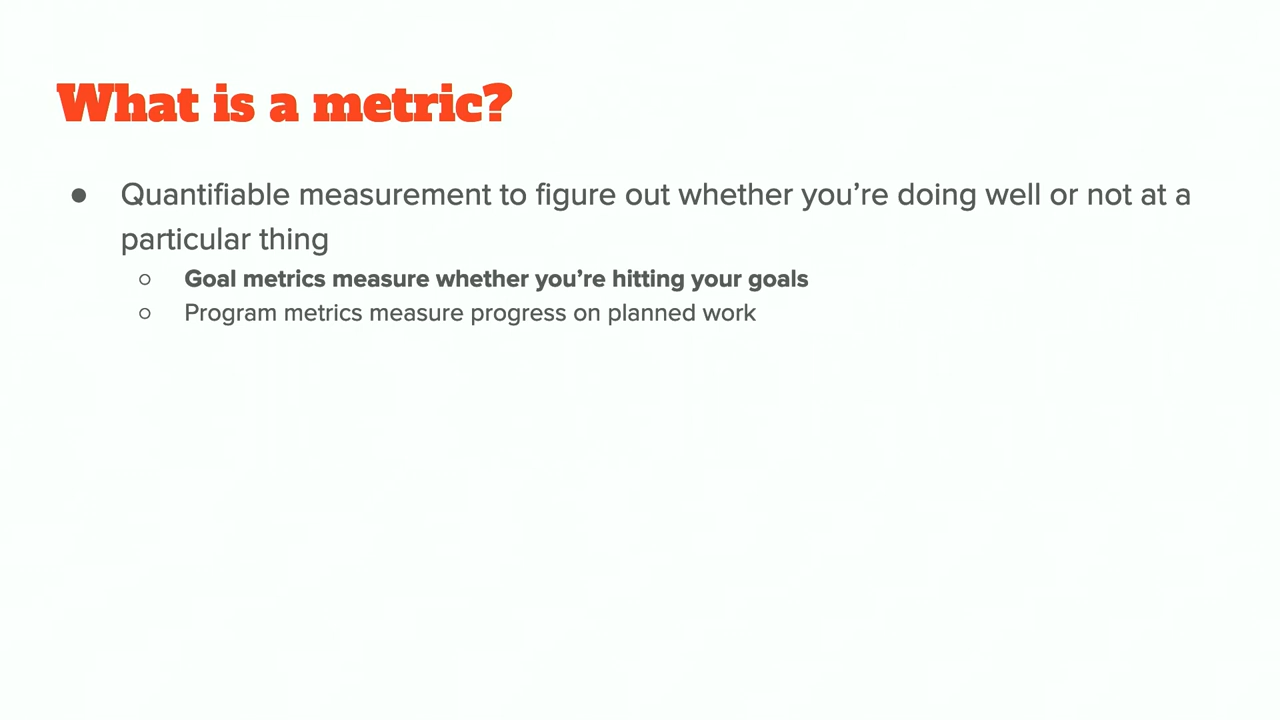 What is a metric?
● Quantifiable measurement to figure out whether you’re doing well or not at a
particular thing
○ Goal metrics measure whether you’re hitting your goals
○ Program metrics measure progress on planned work